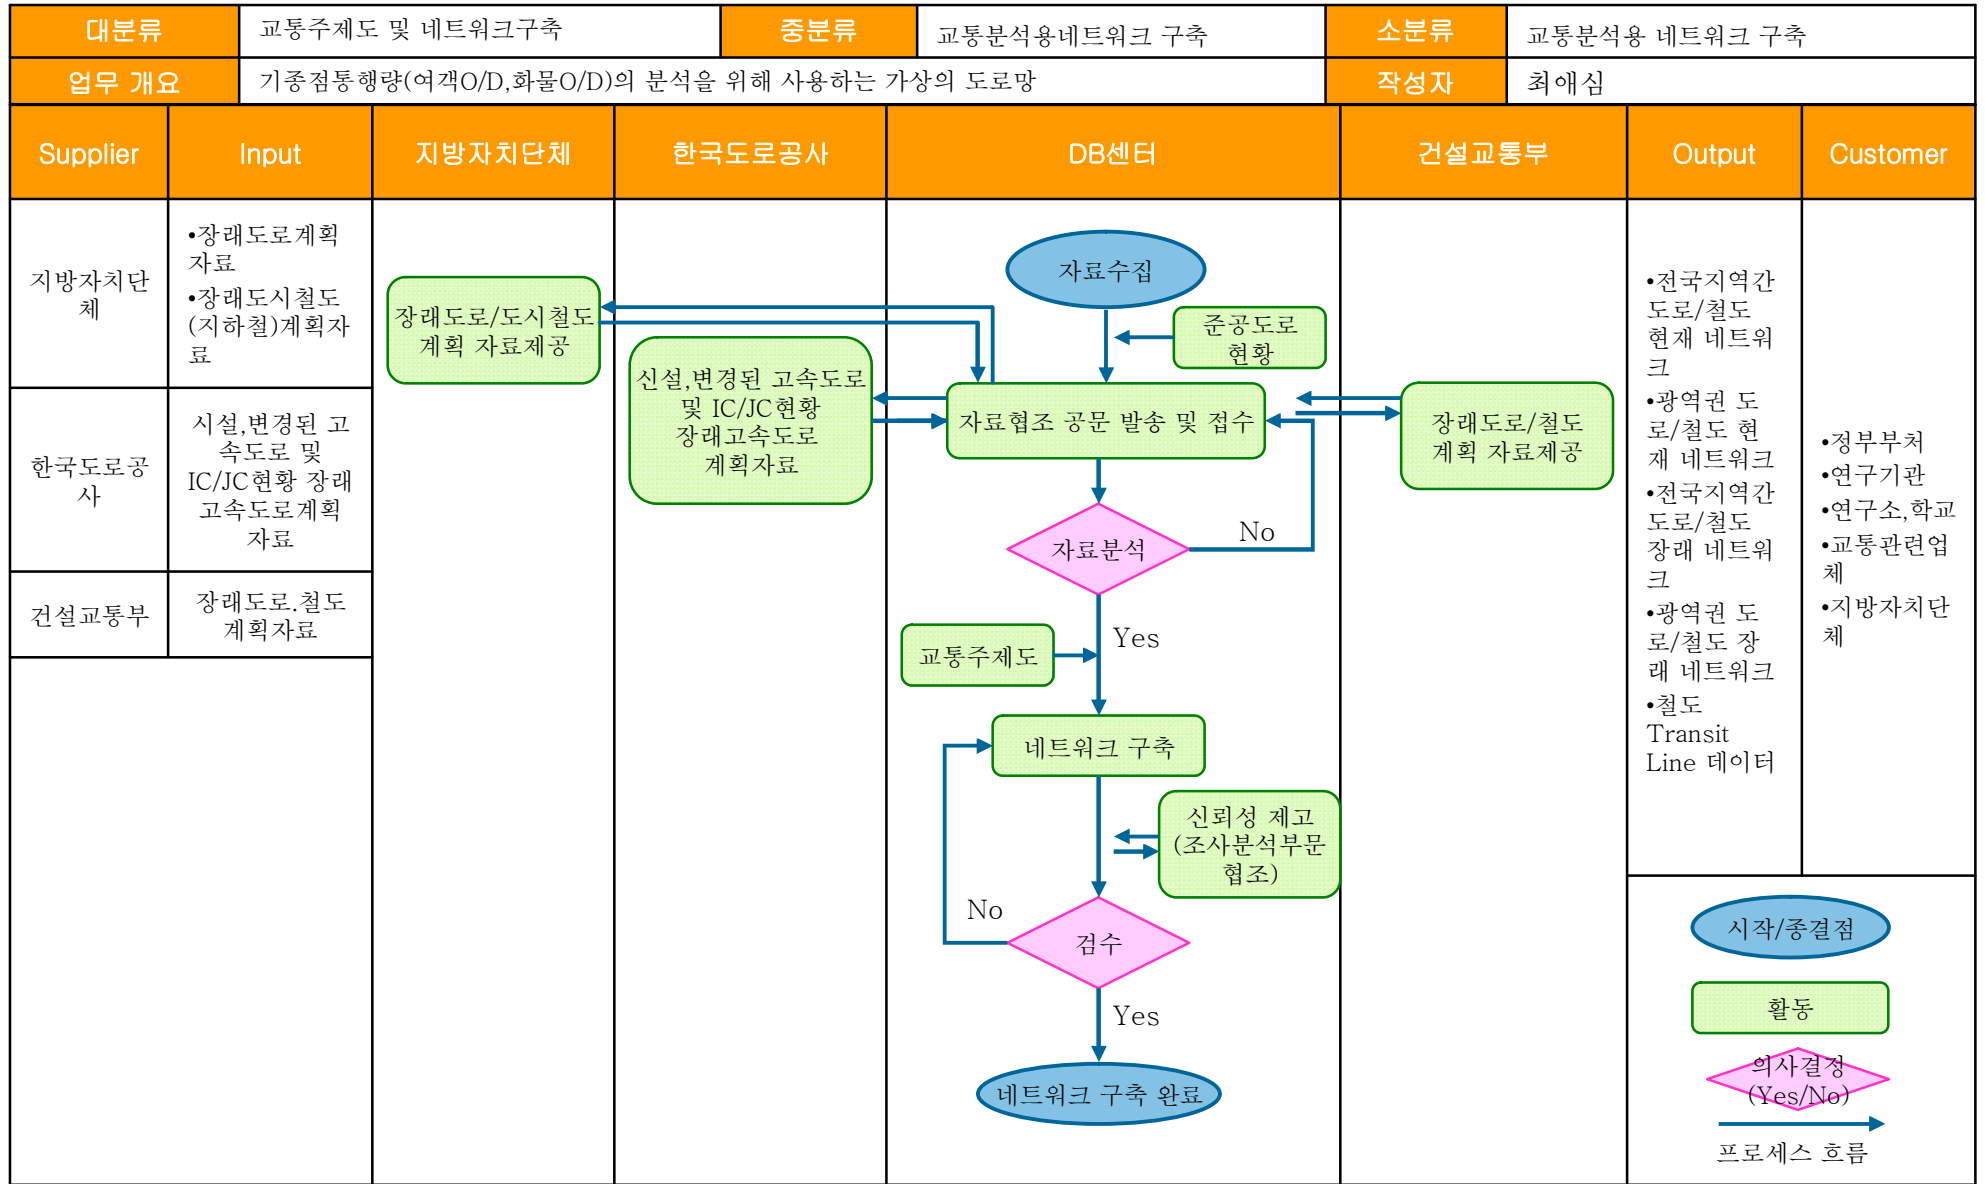 대분류
교통주제도 및 네트워크구축
중분류
교통분석용네트워크 구축
소분류
교통분석용 네트워크 구축
업무 개요
기종점통행량(여객O/D,화물O/D)의 분석을 위해 사용하는 가상의 도로망
작성자
최애심
Supplier
Input
지방자치단체
한국도로공사
DB센터
건설교통부
Output
Customer
지방자치단
체
•장래도로계획
자료
•장래도시철도
(지하철)계획자
료
한국도로공
사
시설,변경된 고
속도로 및
IC/JC현황 장래
고속도로계획
자료
건설교통부
장래도로.철도
계획자료
장래도로/도시철도
계획 자료제공
신설,변경된 고속도로
및 IC/JC현황
장래고속도로
계획자료
자료수집
준공도로
현황
자료협조 공문 발송 및 접수
자료분석
No
Yes
교통주제도
네트워크 구축
신뢰성 제고
(조사분석부문
협조)
No
검수
Yes
네트워크 구축 완료
장래도로/철도
계획 자료제공
•전국지역간
도로/철도
현재 네트워
크
•광역권 도
로/철도 현
재 네트워크
•전국지역간
도로/철도
장래 네트워
크
•광역권 도
로/철도 장
래 네트워크
•철도
Transit
Line 데이터
•정부부처
•연구기관
•연구소,학교
•교통관련업
체
•지방자치단
체
시작/종결점
활동
의사결정
(Yes/No)
프로세스 흐름